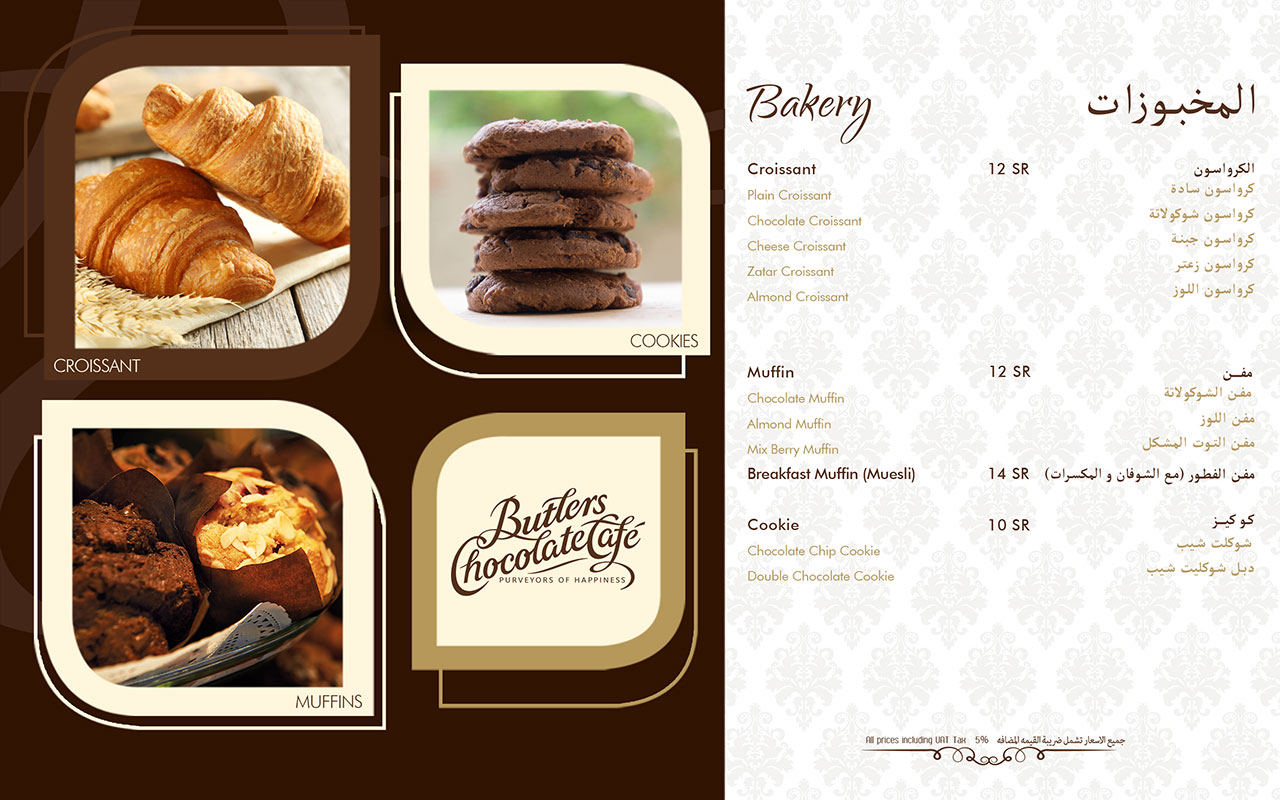 CROISSANT
COOKIES
MUFFINS
Butlers
Chocolate Café
PURVEYORS OF HAPPINESS
Bakery المخبوزات
Croissant 12 SR الكرواسون
Plain Croissant كرواسون سادة
Chocolate Croissant كرواسون شوكولاتة
Cheese Croissant كرواسون جبنة
Zatar Croissant كرواسون زعتر
Almond Croissant كرواسون اللوز
Muffin 12 SR مفـن
Chocolate Muffin مفن الشوكولاتة
Almond Muffin مفن اللوز
Mix Berry Muffin مفن التوت المشكل
Breakfast Muffin (Muesli) 14 SR مفن الفطور (مع الشوفان و المكسرات)
Cookie 10 SR كوكيـز
Chocolate Chip Cookie شوكلت شيب
Double Chocolate Cookie دبل شوكليت شيب
All prices including VAT Tax 5% جميع الاسعار تشمل ضريبة القيمه المضافه